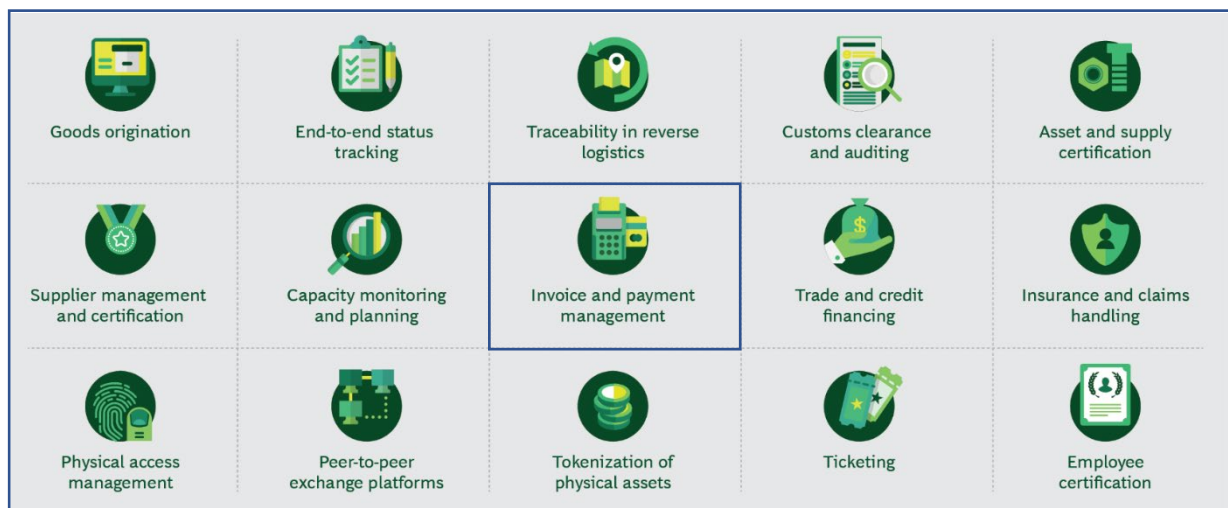 Goods origination
End-to-end status
tracking
Traceability in reverse
logistics
Customs clearance
and auditing
Asset and supply
certification
Supplier management
and certification
Capacity monitoring
and planning
Invoice and payment
management
$
Trade and credit
financing
Insurance and claims
handling
Physical access
management
Peer-to-peer
exchange platforms
Tokenization of
physical assets
Ticketing
Employee
certification